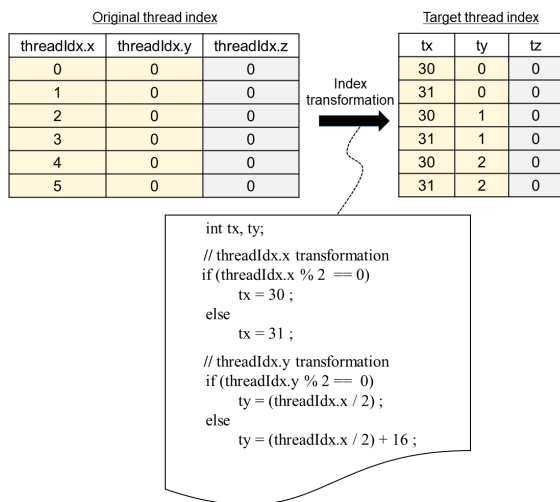 Original thread index
threadIdx.x threadIdx.y threadIdx.z
0 0 0
1 0 0
2 0 0
3 0 0
4 0 0
5 0 0
Index
transformation
Target thread index
tx ty tz
30 0 0
31 0 0
30 1 0
31 1 0
30 2 0
31 2 0
int tx, ty;
// threadIdx.x transformation
if (threadIdx.x % 2 == 0)
tx = 30 ;
else
tx = 31 ;
// threadIdx.y transformation
if (threadIdx.y % 2 == 0)
ty = (threadIdx.x / 2) ;
else
ty = (threadIdx.x / 2) + 16 ;